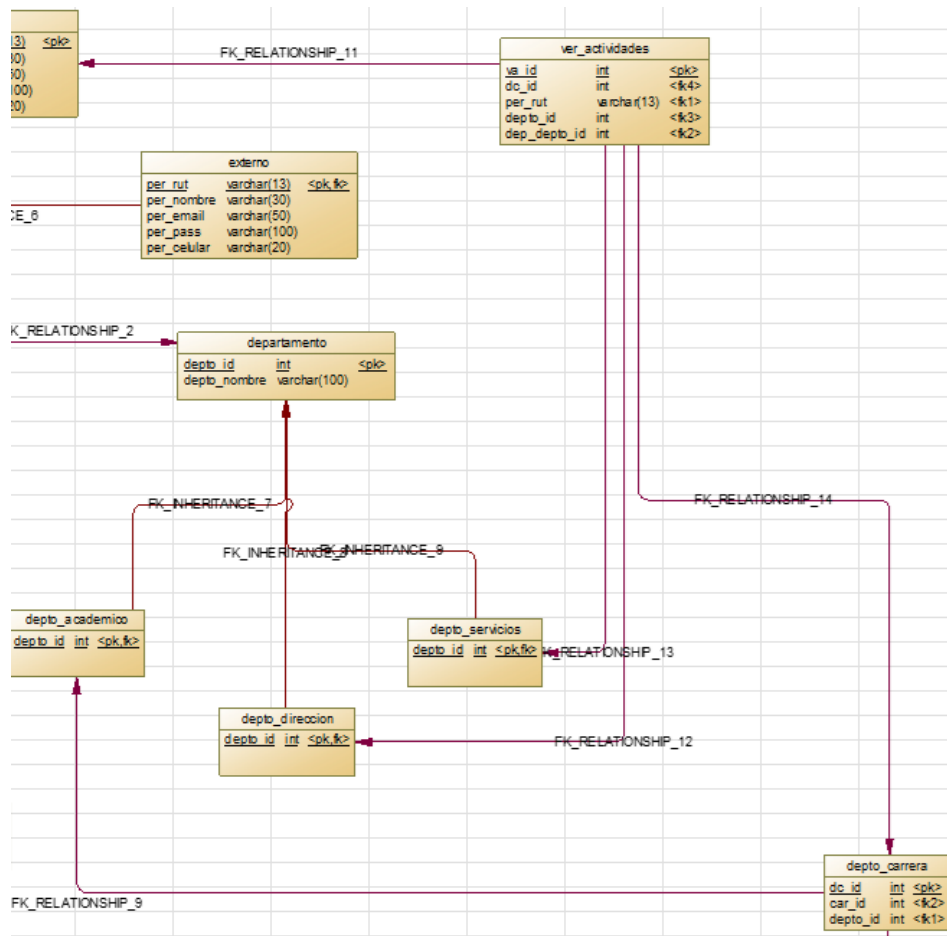 13) <pk>
30)
50)
100)
20)
FK_RELATIONSHIP_11
ver_actividades
va_id int <pk>
dc_id int <fk4>
per_rut varchar(13) <fk1>
depto_id int <fk3>
dep_depto_id int <fk2>
externo
per_rut varchar(13) <pk,fk>
per_nombre varchar(30)
per_email varchar(50)
per_pass varchar(100)
per_celular varchar(20)
CE_6
K_RELATIONSHIP_2
departamento
depto_id int <pk>
depto_nombre varchar(100)
FK_INHERITANCE_7
FK_RELATIONSHIP_14
FK_INHERITANCE_8
FK_INHERITANCE_9
depto_academico
depto_id int <pk,fk>
depto_servicios
depto_id int <pk,fk>
FK_RELATIONSHIP_13
depto_direccion
depto_id int <pk,fk>
FK_RELATIONSHIP_12
depto_carrera
dc_id int <pk>
car_id int <fk2>
depto_id int <fk1>
FK_RELATIONSHIP_9